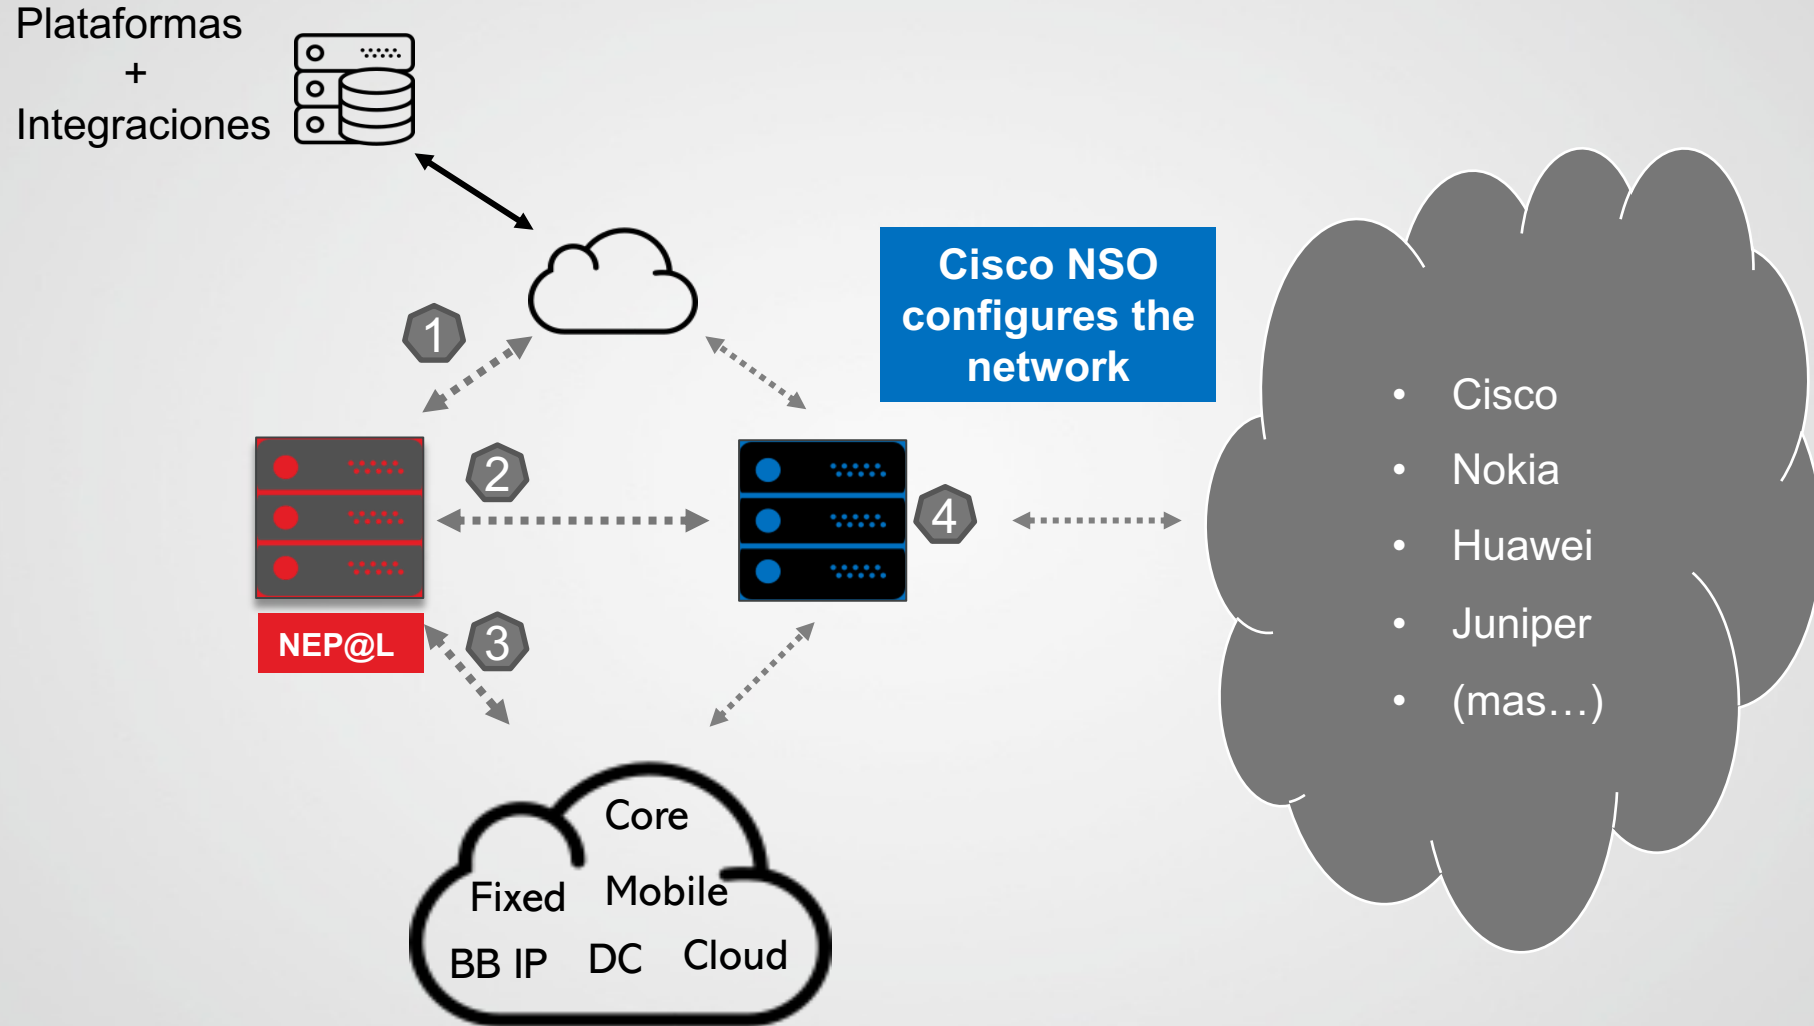 Plataformas
+
Integraciones
Cisco NSO
configures the
network
1
2
3
4
NEP@L
• Cisco
• Nokia
• Huawei
• Juniper
• (mas…)
Core
Fixed Mobile
BB IP DC Cloud